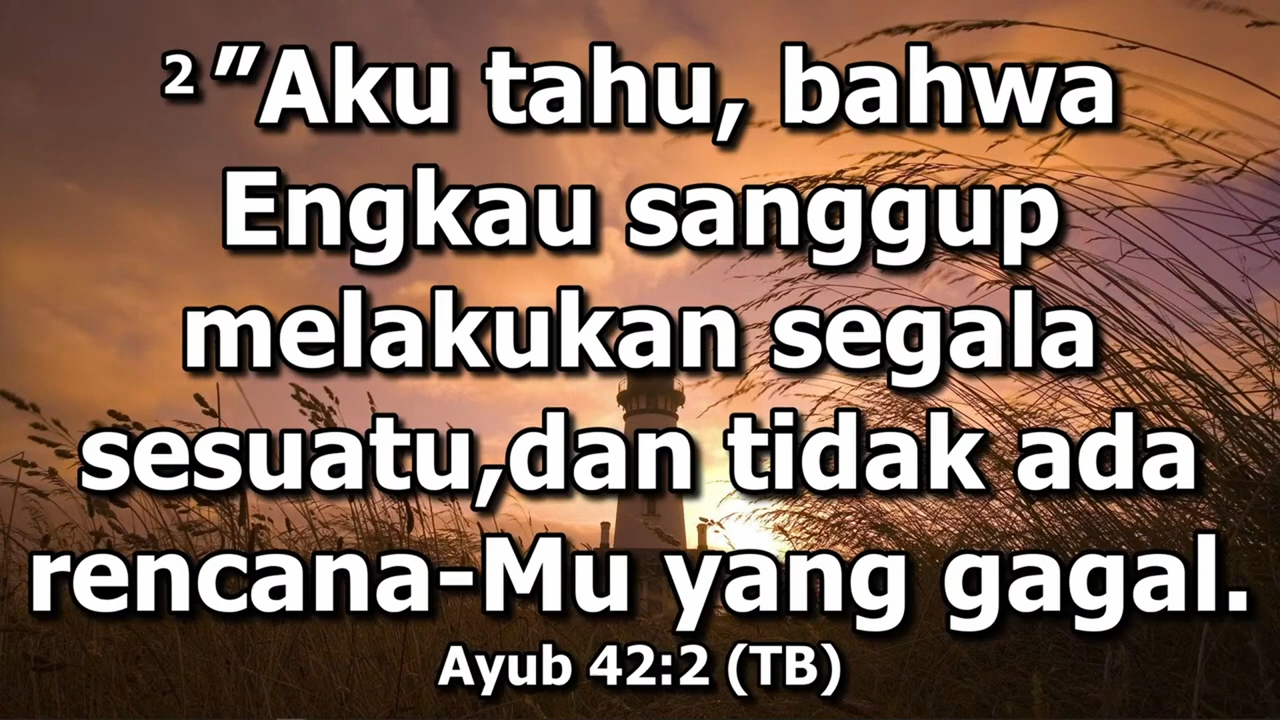 ² ”Aku tahu, bahwa
Engkau sanggup
melakukan segala
sesuatu,dan tidak ada
rencana-Mu yang gagal.
Ayub 42:2 (TB)